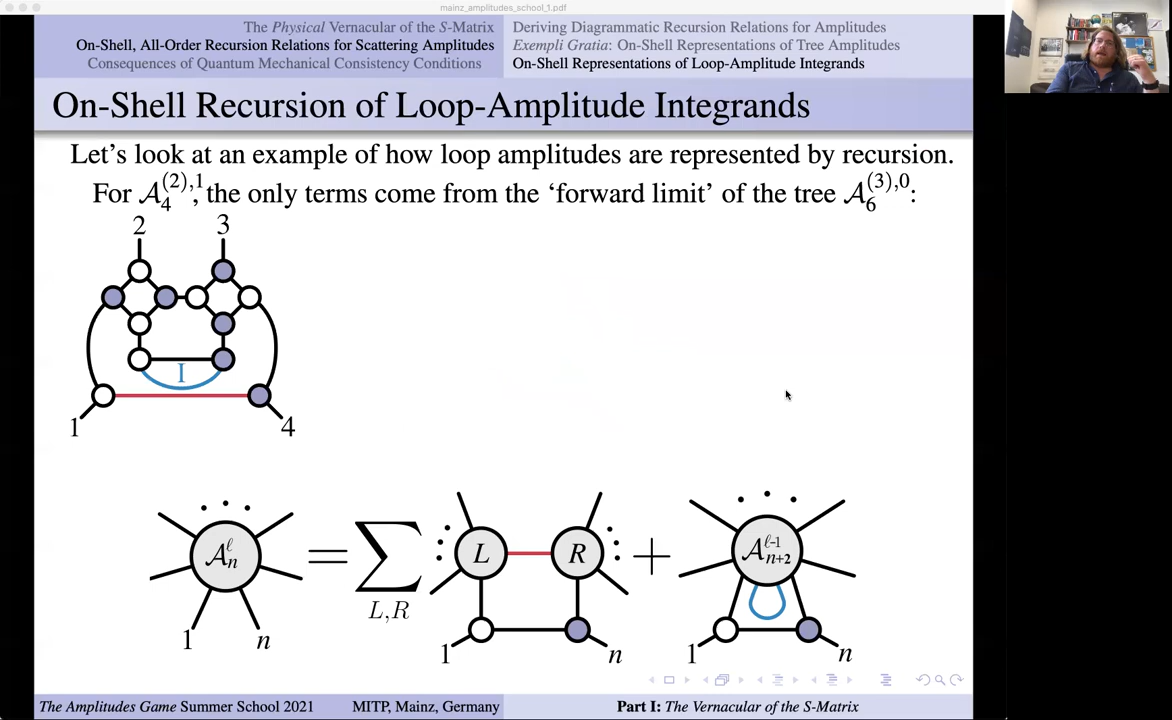 mainz_amplitudes_school_1.pdf
The Physical Vernacular of the S-Matrix
On-Shell, All-Order Recursion Relations for Scattering Amplitudes
Consequences of Quantum Mechanical Consistency Conditions
Deriving Diagrammatic Recursion Relations for Amplitudes
Exempli Gratia: On-Shell Representations of Tree Amplitudes
On-Shell Representations of Loop-Amplitude Integrands
On-Shell Recursion of Loop-Amplitude Integrands
Let's look at an example of how loop amplitudes are represented by recursion.
For 𝒜₄^{(2),1}, the only terms come from the ‘forward limit’ of the tree 𝒜₆^{(3),0}:
2 3
I
1 4
𝒜ₙ^ℓ = ∑ L R + 𝒜ₙ₊₂^{ℓ-1}
L,R
1 n 1 n 1 n
The Amplitudes Game Summer School 2021 MITP, Mainz, Germany Part I: The Vernacular of the S-Matrix